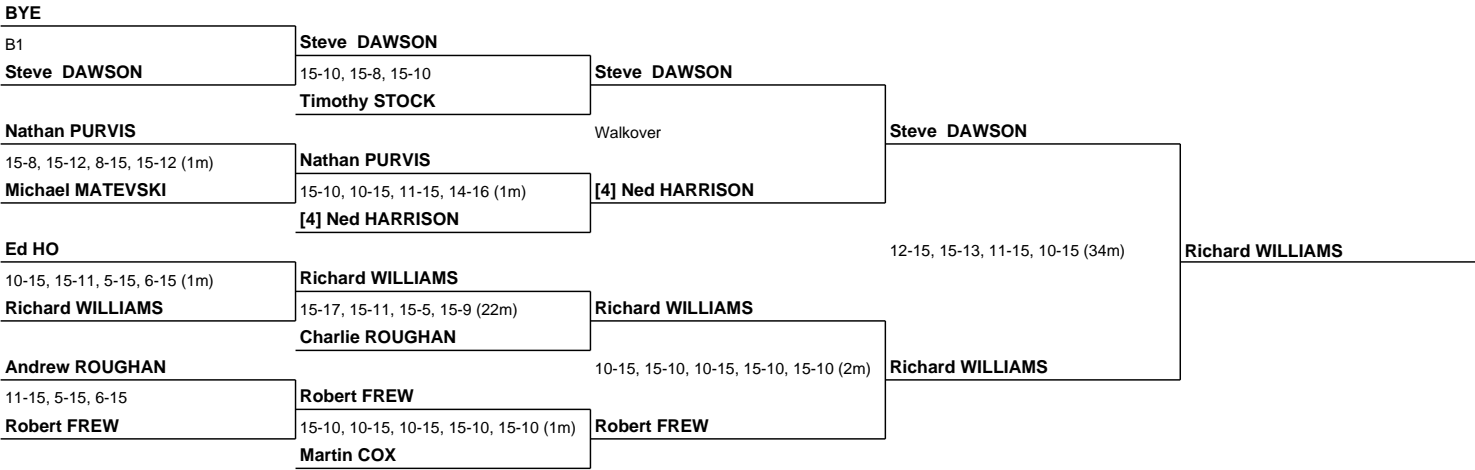 BYE
B1
Steve DAWSON
Steve DAWSON
15-10, 15-8, 15-10
Steve DAWSON
Timothy STOCK
Nathan PURVIS
Walkover
Steve DAWSON
15-8, 15-12, 8-15, 15-12 (1m)
Nathan PURVIS
Michael MATEVSKI
15-10, 10-15, 11-15, 14-16 (1m)
[4] Ned HARRISON
[4] Ned HARRISON
Ed HO
12-15, 15-13, 11-15, 10-15 (34m)
Richard WILLIAMS
10-15, 15-11, 5-15, 6-15 (1m)
Richard WILLIAMS
Richard WILLIAMS
15-17, 15-11, 15-5, 15-9 (22m)
Richard WILLIAMS
Charlie ROUGHAN
Andrew ROUGHAN
10-15, 15-10, 10-15, 15-10, 15-10 (2m)
Richard WILLIAMS
11-15, 5-15, 6-15
Robert FREW
Robert FREW
15-10, 10-15, 10-15, 15-10, 15-10 (1m)
Robert FREW
Martin COX